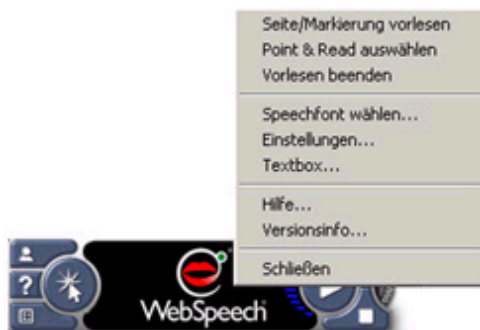 Seite/Markierung vorlesen
Point & Read auswählen
Vorlesen beenden
Speechfont wählen...
Einstellungen...
Textbox...
Hilfe...
Versionsinfo...
Schließen
?
WebSpeech